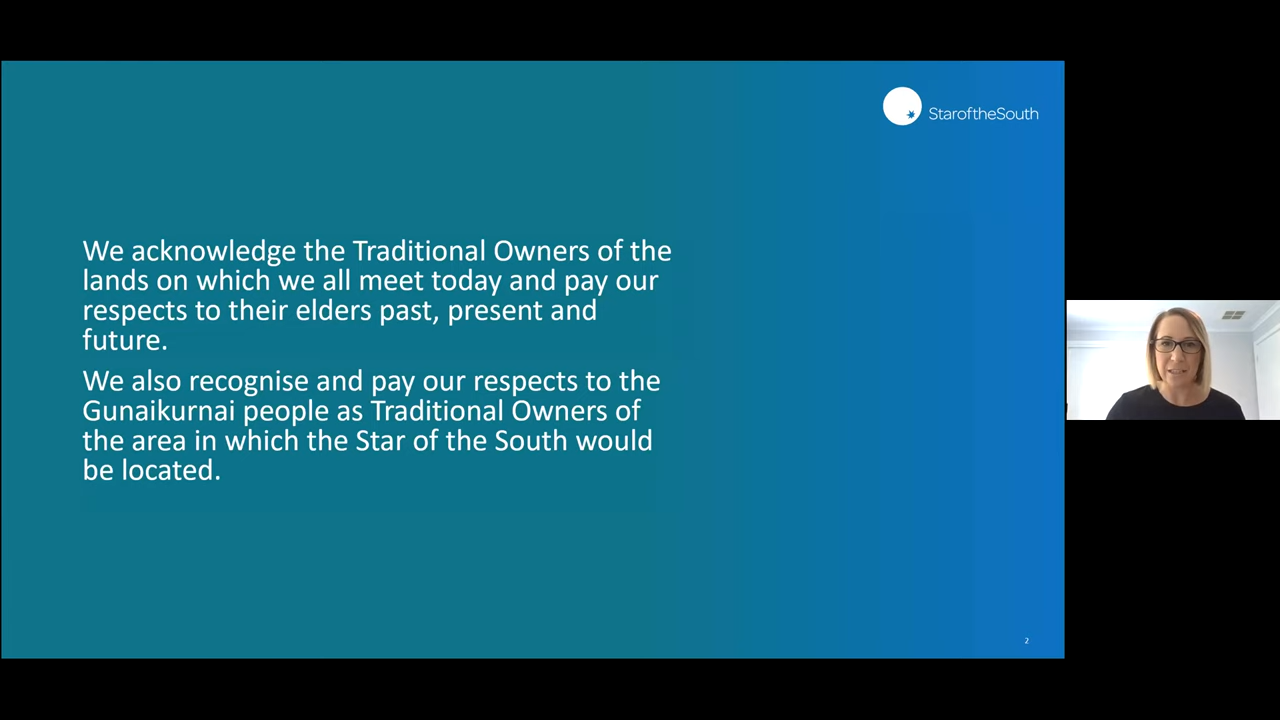 StaroftheSouth
We acknowledge the Traditional Owners of the
lands on which we all meet today and pay our
respects to their elders past, present and
future.
We also recognise and pay our respects to the
Gunaikurnai people as Traditional Owners of
the area in which the Star of the South would
be located.
2